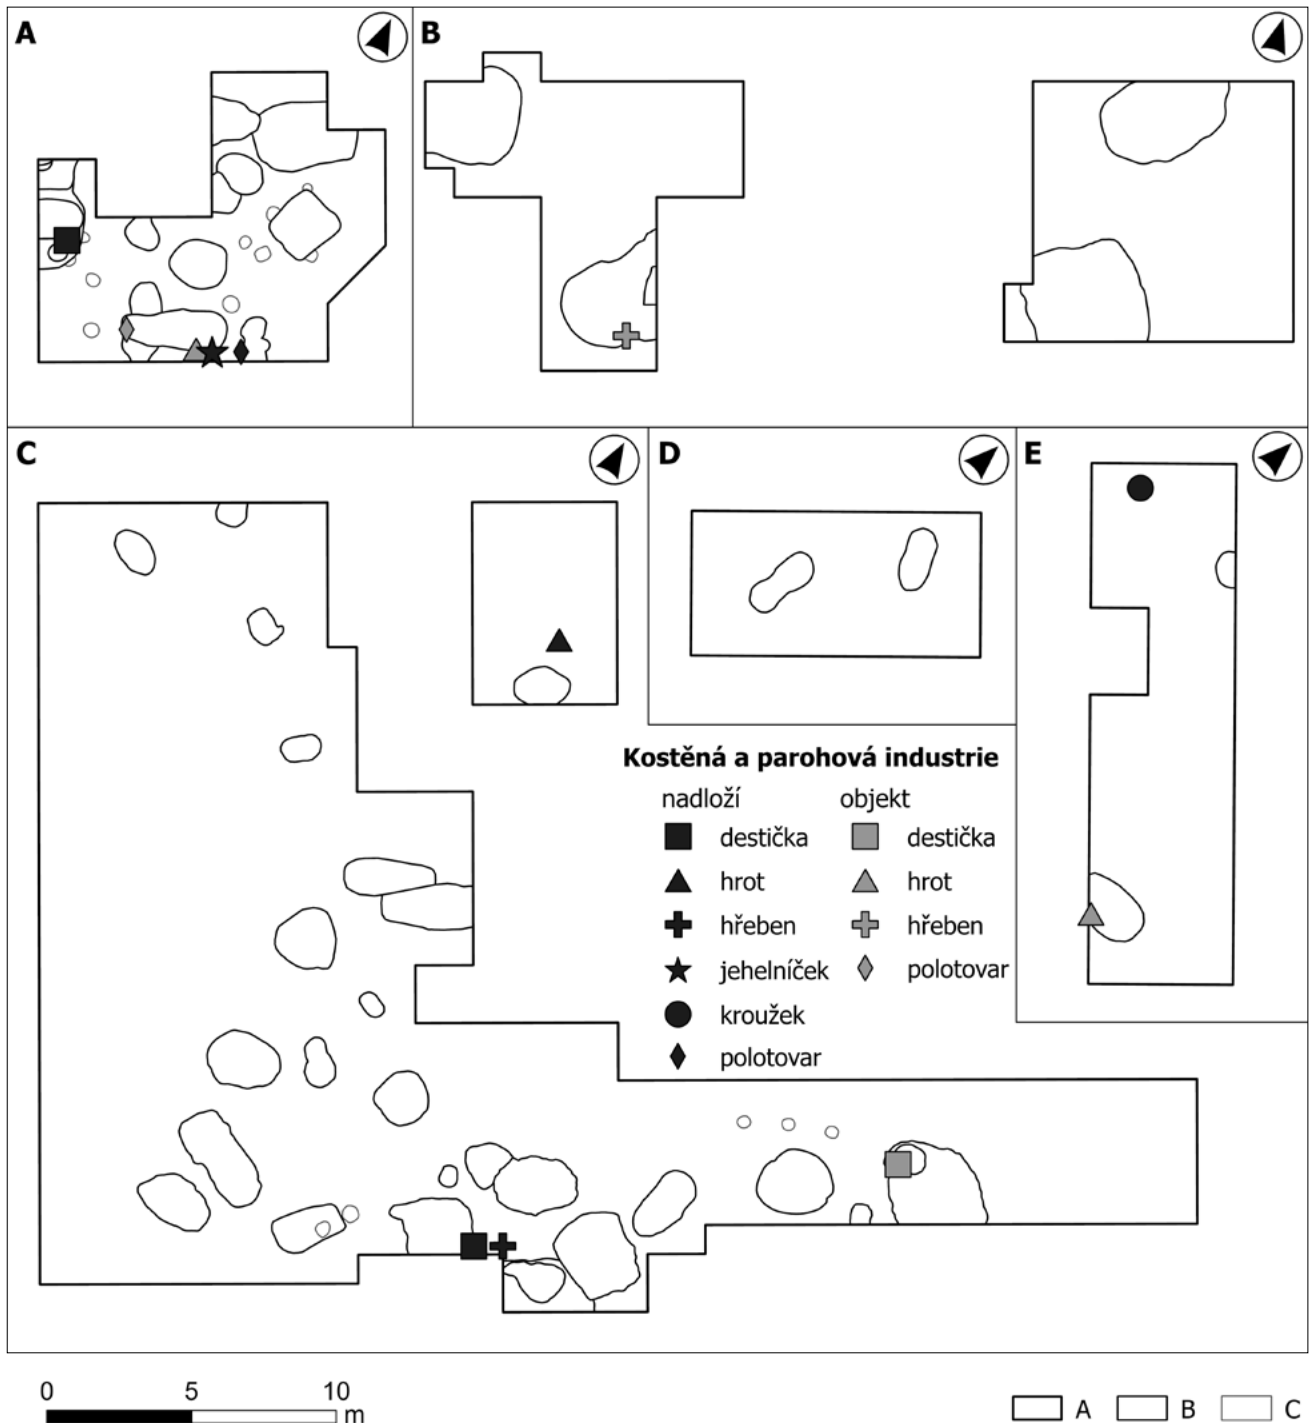 A
B
C
D
E
Kostěná a parohová industrie
nadloží objekt
destička destička
hrot hrot
hřeben hřeben
jehelníček polotovar
kroužek
polotovar
0 5 10
m
A B C